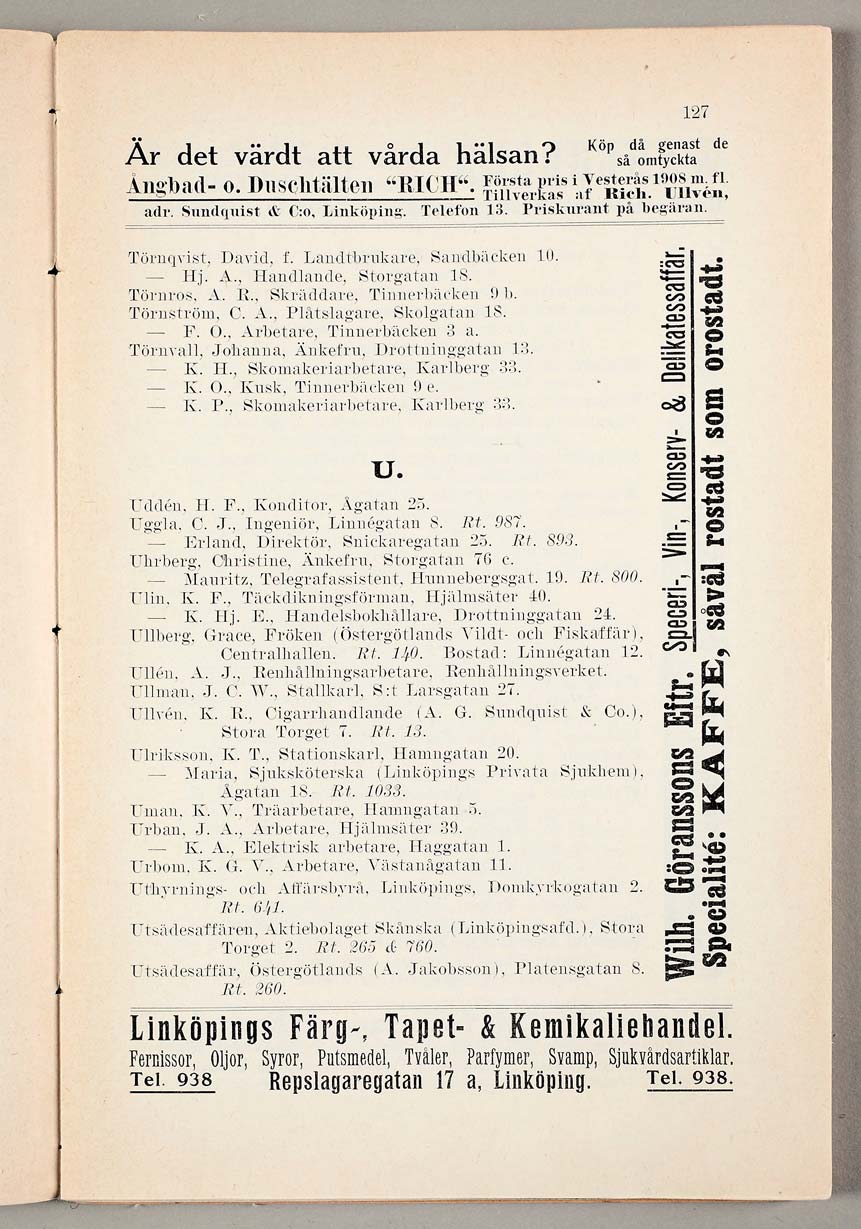 127
Är det värdt att vårda hälsan? Köp då genast de
så omtyckta
Ångbad- o. Duschtälten “RICH“. Första pris i Vesterås 1908 m. fl.
Tillverkas af Rich. Ullvén,
adr. Sundquist & C:o, Linköping. Telefon 13. Priskurant på begäran.
Törnqvist, David, f. Landtbrukare, Sandbäcken 10.
— Hj. A., Handlande, Storgatan 18.
Törnros, A. R., Skräddare, Tinnerbäcken 9 b.
Törnström, C. A., Plåtslagare, Skolgatan 18.
— F. O., Arbetare, Tinnerbäcken 3 a.
Törnvall, Johanna, Änkefru, Drottninggatan 13.
— K. H., Skomakeriarbetare, Karlberg 33.
— K. O., Kusk, Tinnerbäcken 9 e.
— K. P., Skomakeriarbetare, Karlberg 33.
U.
Uddén, H. F., Konditor, Ågatan 25.
Uggla, C. J., Ingeniör, Linnégatan 8. Rt. 987.
— Erland, Direktör, Snickaregatan 25. Rt. 893.
Uhrberg, Christine, Änkefru, Storgatan 76 c.
— Mauritz, Telegrafassistent, Hunnebergsgat. 19. Rt. 800.
Ulin, K. F., Täckdikningsförman, Hjälmsäter 40.
— K. Hj. E., Handelsbokhållare, Drottninggatan 24.
Ullberg, Grace, Fröken (Östergötlands Vildt- och Fiskaffär),
Centralhallen. Rt. 140. Bostad: Linnégatan 12.
Ullén, A. J., Renhållningsarbetare, Renhållningsverket.
Ullman, J. C. W., Stallkarl, S:t Larsgatan 27.
Ullvén, K. R., Cigarrhandlande (A. G. Sundquist & Co.),
Stora Torget 7. Rt. 13.
Ulriksson, K. T., Stationskarl, Hamngatan 20.
— Maria, Sjuksköterska (Linköpings Privata Sjukhem),
Ågatan 18. Rt. 1033.
Uman, K. V., Träarbetare, Hamngatan 5.
Urban, J. A., Arbetare, Hjälmsäter 39.
— K. A., Elektrisk arbetare, Haggatan 1.
Urbom, K. G. V., Arbetare, Västanågatan 11.
Uthyrnings- och Affärsbyrå, Linköpings, Domkyrkogatan 2.
Rt. 641.
Utsädesaffären, Aktiebolaget Skånska (Linköpingsafd.), Stora
Torget 2. Rt. 265 & 760.
Utsädesaffär, Östergötlands (A. Jakobsson), Platensgatan 8.
Rt. 260.
Wilh. Göranssons Eftr. Speceri-, Vin-, Konserv- & Delikatessaffär.
Specialité: KAFFE, såväl rostadt som orostadt.
Linköpings Färg-, Tapet- & Kemikaliehandel.
Fernissor, Oljor, Syror, Putsmedel, Tvåler, Parfymer, Svamp, Sjukvårdsartiklar.
Tel. 938 Repslagaregatan 17 a, Linköping. Tel. 938.